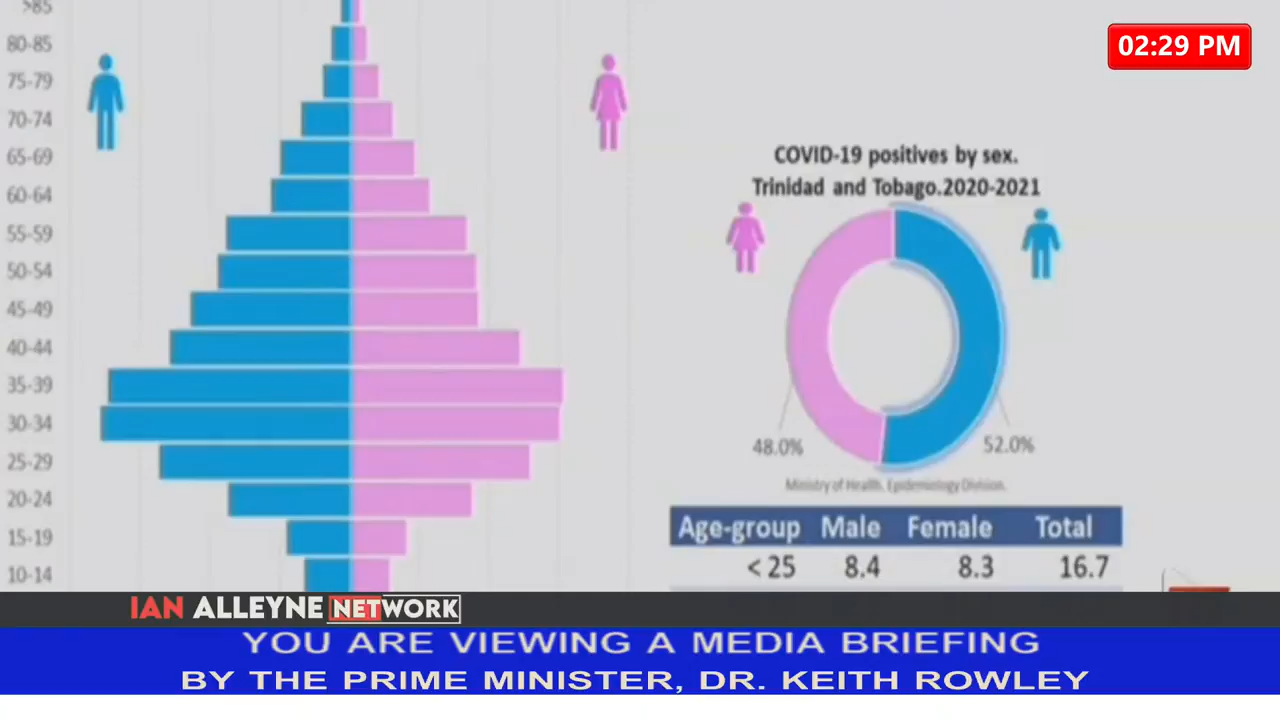 >85
80-85
75-79
70-74
65-69
60-64
55-59
50-54
45-49
40-44
35-39
30-34
25-29
20-24
15-19
10-14
02:29 PM
COVID-19 positives by sex.
Trinidad and Tobago.2020-2021
48.0%
52.0%
Ministry of Health, Epidemiology Division.
Age-group Male Female Total
< 25 8.4 8.3 16.7
IAN ALLEYNE NETWORK
YOU ARE VIEWING A MEDIA BRIEFING
BY THE PRIME MINISTER, DR. KEITH ROWLEY